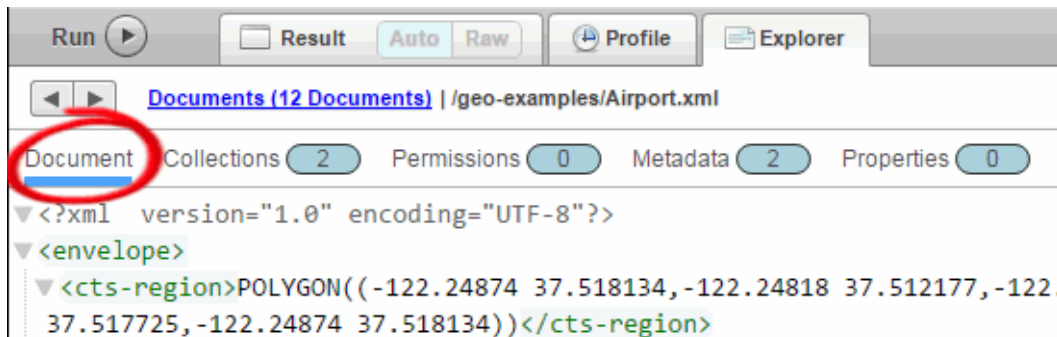 Run Result Auto Raw Profile Explorer
Documents (12 Documents) | /geo-examples/Airport.xml
Document Collections 2 Permissions 0 Metadata 2 Properties 0
<?xml version="1.0" encoding="UTF-8"?>
<envelope>
<cts-region>POLYGON((-122.24874 37.518134,-122.24818 37.512177,-122.
37.517725,-122.24874 37.518134))</cts-region>